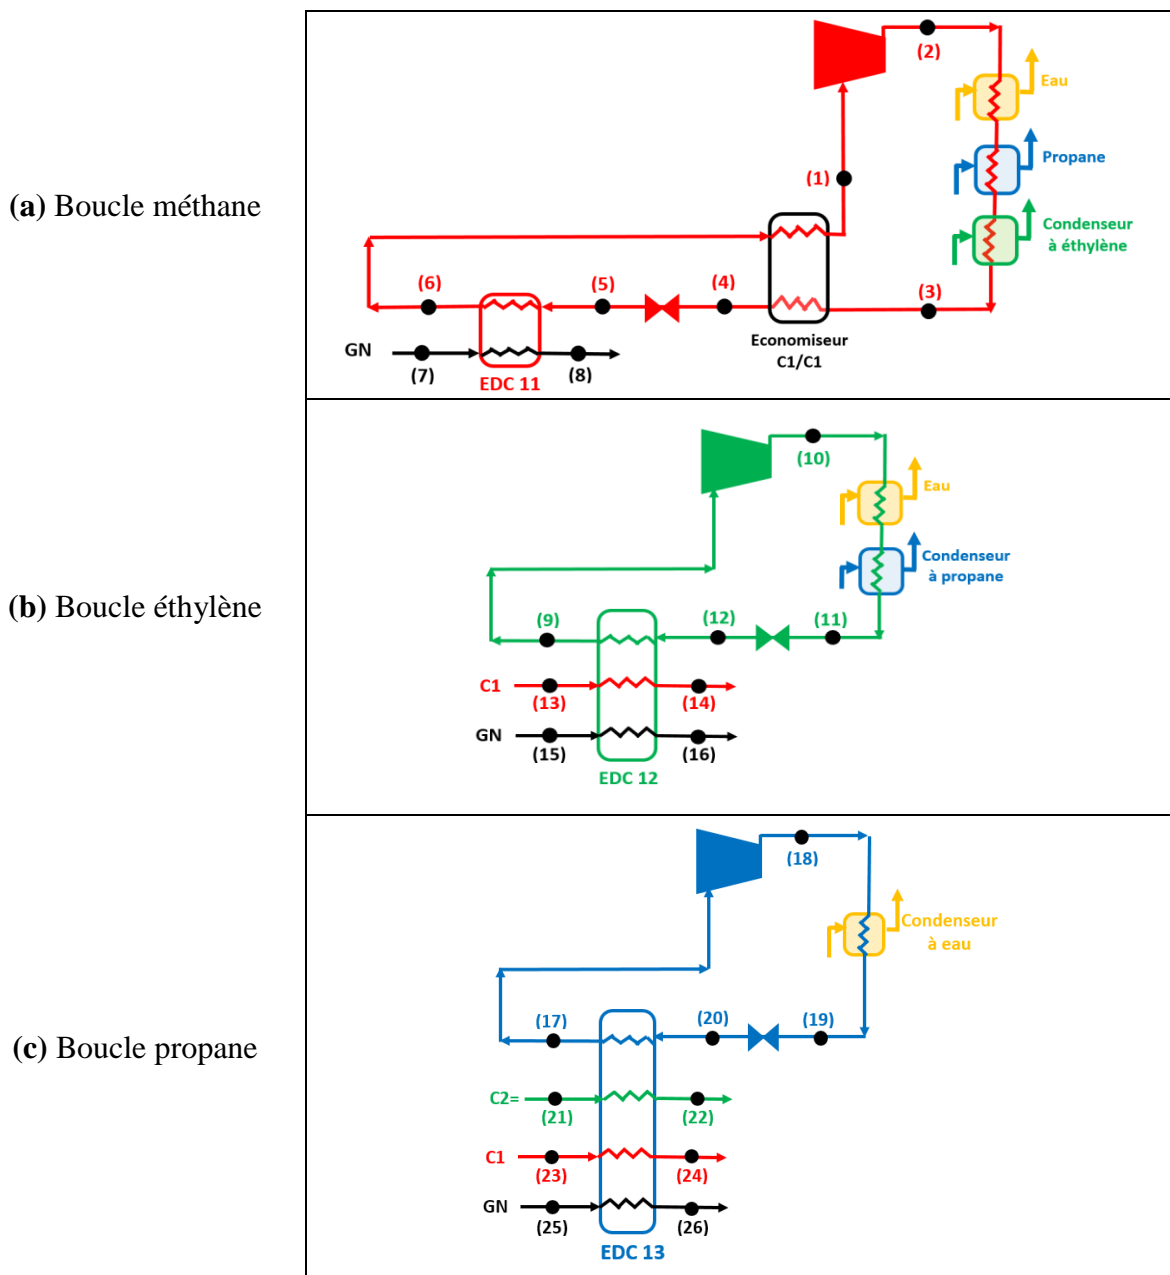 (a) Boucle méthane
(2)
Eau
Propane
(1)
Condenseur
à éthylène
(6)
(5)
(4)
(3)
Economiseur
C1/C1
GN
(7)
(8)
EDC 11
(b) Boucle éthylène
(10)
Eau
Condenseur
à propane
(9)
(12)
(11)
C1
(13)
(14)
GN
(15)
(16)
EDC 12
(c) Boucle propane
(18)
Condenseur
à eau
(17)
(20)
(19)
C2=
(21)
(22)
C1
(23)
(24)
GN
(25)
(26)
EDC 13